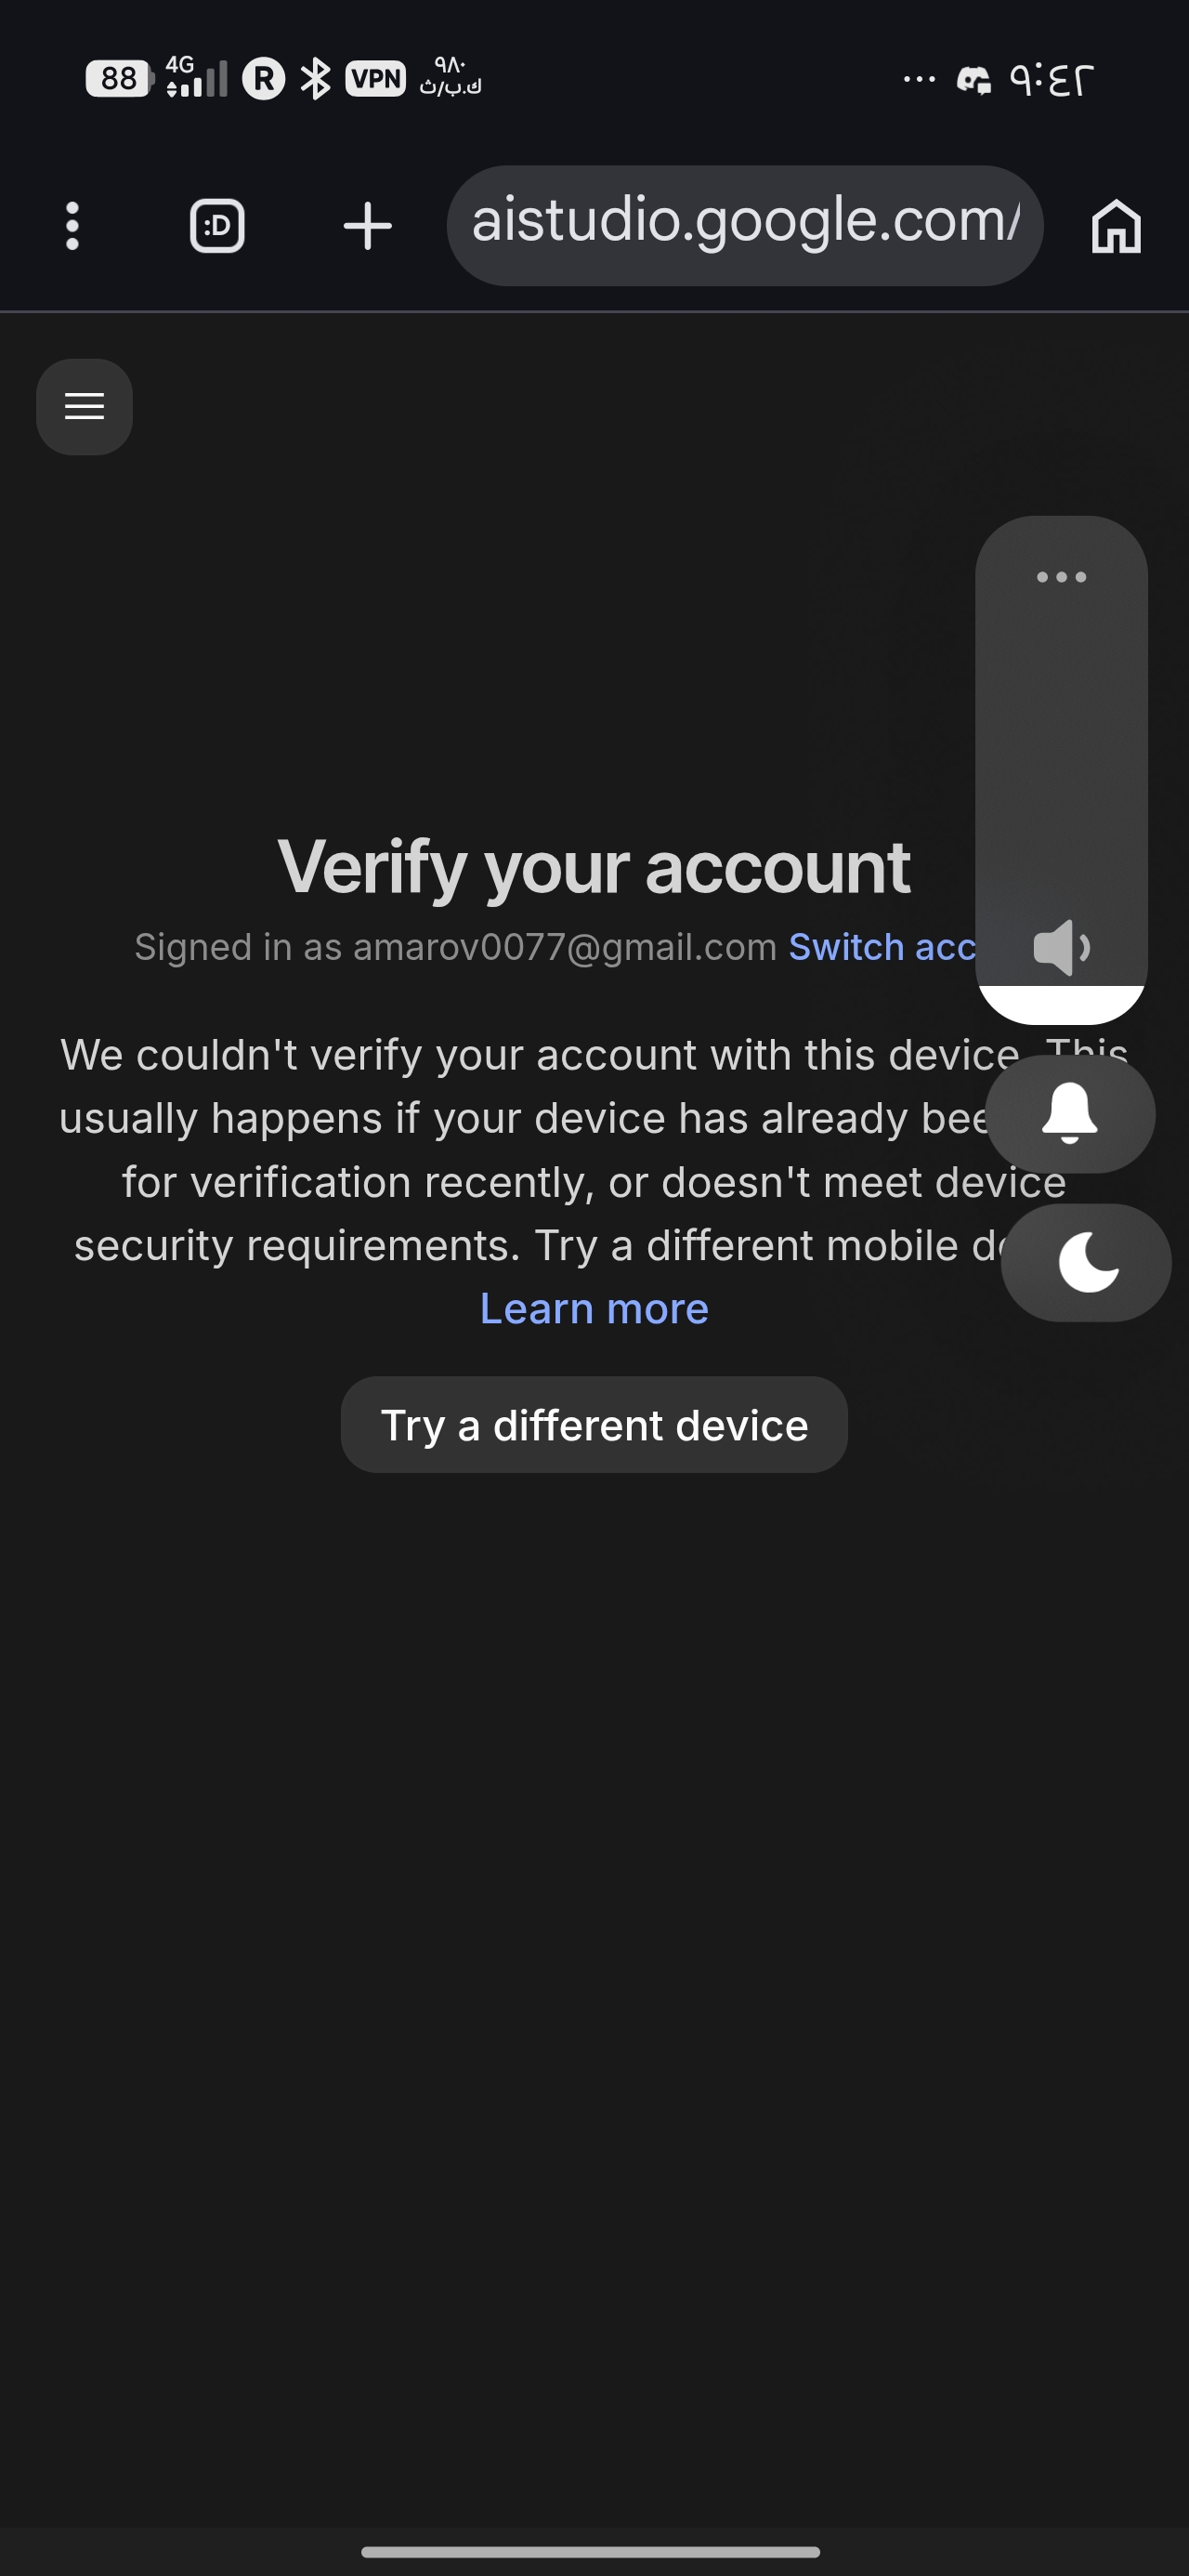 88 4G R VPN ٩٨٠ ٩:٤٢
ك.ب/ث
:D aistudio.google.com/
Verify your account
Signed in as amarov0077@gmail.com Switch acc
We couldn't verify your account with this device. This
usually happens if your device has already
for verification recently, or doesn't meet device
security requirements. Try a different mobile
Learn more
Try a different device